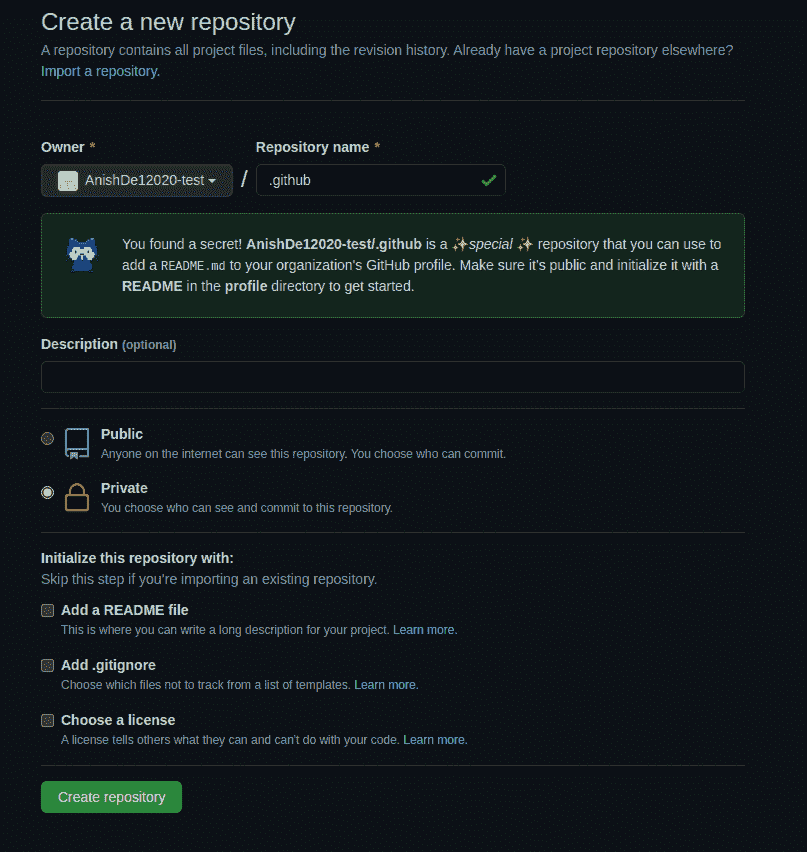 Create a new repository
A repository contains all project files, including the revision history. Already have a project repository elsewhere?
Import a repository.
Owner *
Repository name *
AnishDe12020-test
/
.github
You found a secret! AnishDe12020-test/.github is a ✨special ✨ repository that you can use to
add a README.md to your organization's GitHub profile. Make sure it's public and initialize it with a
README in the profile directory to get started.
Description (optional)
Public
Anyone on the internet can see this repository. You choose who can commit.
Private
You choose who can see and commit to this repository.
Initialize this repository with:
Skip this step if you're importing an existing repository.
Add a README file
This is where you can write a long description for your project. Learn more.
Add .gitignore
Choose which files not to track from a list of templates. Learn more.
Choose a license
A license tells others what they can and can't do with your code. Learn more.
Create repository